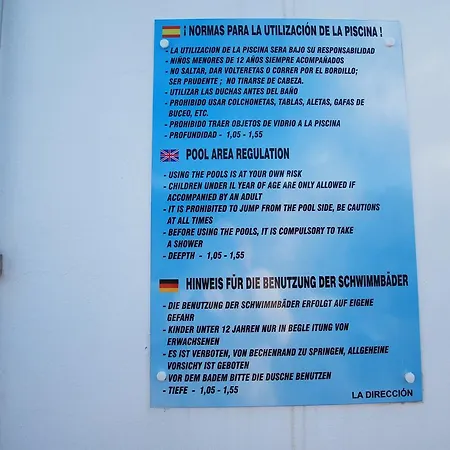 ¡ NORMAS PARA LA UTILIZACIÓN DE LA PISCINA !
- LA UTILIZACION DE LA PISCINA SERA BAJO SU RESPONSABILIDAD
- NIÑOS MENORES DE 12 AÑOS SIEMPRE ACOMPAÑADOS
- NO SALTAR, DAR VOLTERETAS O CORRER POR EL BORDILLO;
SER PRUDENTE ; NO TIRARSE DE CABEZA.
- UTILIZAR LAS DUCHAS ANTES DEL BAÑO
- PROHIBIDO USAR COLCHONETAS, TABLAS, ALETAS, GAFAS DE
BUCEO, ETC.
- PROHIBIDO TRAER OBJETOS DE VIDRIO A LA PISCINA
- PROFUNDIDAD - 1,05 - 1,55
POOL AREA REGULATION
- USING THE POOLS IS AT YOUR OWN RISK
- CHILDREN UNDER IL YEAR OF AGE ARE ONLY ALLOWED IF
ACCOMPANIED BY AN ADULT
- IT IS PROHIBITED TO JUMP FROM THE POOL SIDE, BE CAUTIONS
AT ALL TIMES
- BEFORE USING THE POOLS, IT IS COMPULSORY TO TAKE
A SHOWER
- DEEPTH - 1,05 - 1,55
HINWEIS FÜR DIE BENUTZUNG DER SCHWIMMBÄDER
- DIE BENUTZUNG DER SCHWIMMBÄDER ERFOLGT AUF EIGENE
GEFAHR
- KINDER UNTER 12 JAHREN NUR IN BEGLE ITUNG VON
ERWACHSENEN
- ES IST VERBOTEN, VON BECHENRAND ZU SPRINGEN, ALLGEINE
VORSICHY IST GEBOTEN
- VOR DEM BADEM BITTE DIE DUSCHE BENUTZEN
- TIEFE - 1,05 - 1,55
LA DIRECCIÓN